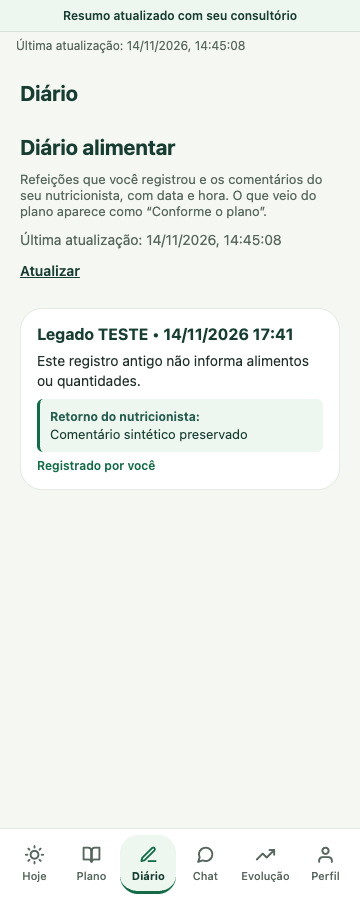 Resumo atualizado com seu consultório
Última atualização: 14/11/2026, 14:45:08
Diário
Diário alimentar
Refeições que você registrou e os comentários do
seu nutricionista, com data e hora. O que veio do
plano aparece como “Conforme o plano”.
Última atualização: 14/11/2026, 14:45:08
Atualizar
Legado TESTE • 14/11/2026 17:41
Este registro antigo não informa alimentos
ou quantidades.
Retorno do nutricionista:
Comentário sintético preservado
Registrado por você
Hoje Plano Diário Chat Evolução Perfil